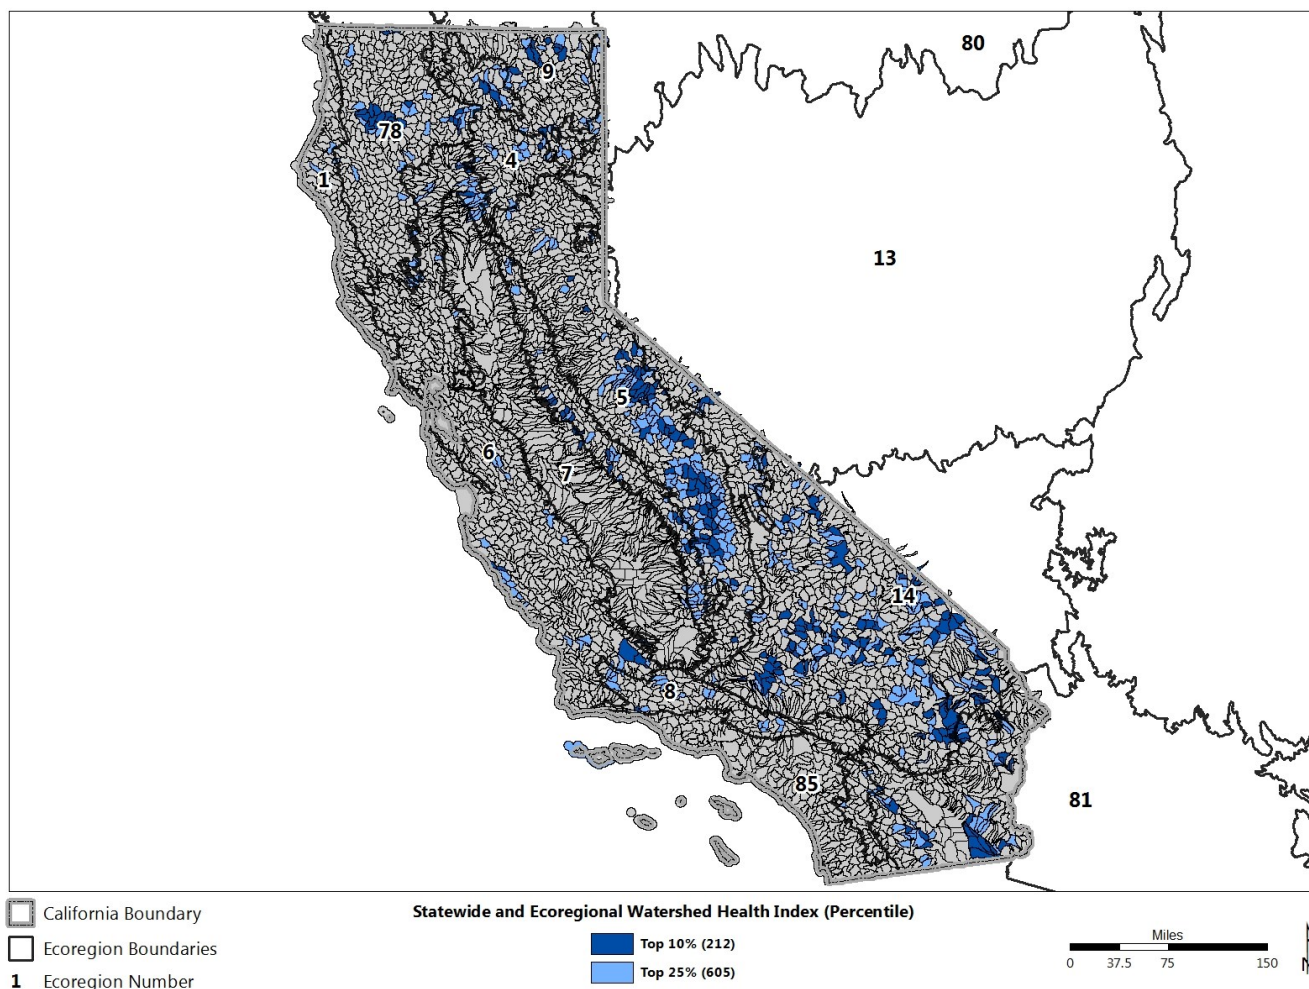 80
9
78
4
1
13
5
6
7
14
8
85
81
California Boundary
Ecoregion Boundaries
1 Ecoregion Number
Statewide and Ecoregional Watershed Health Index (Percentile)
Top 10% (212)
Top 25% (605)
Miles
0 37.5 75 150
N